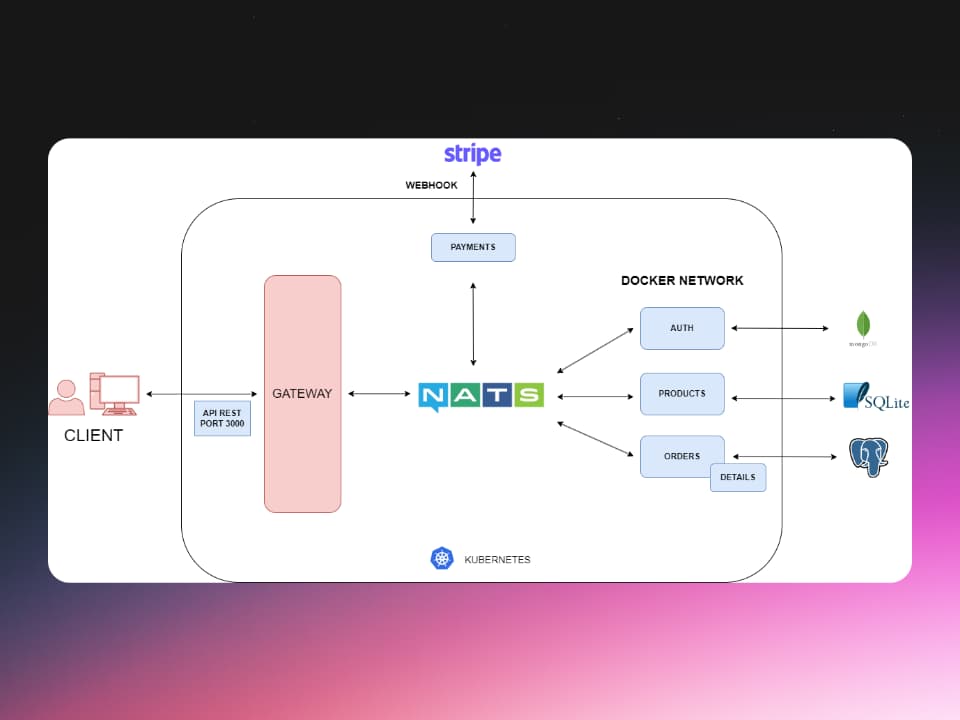 stripe
WEBHOOK
PAYMENTS
DOCKER NETWORK
AUTH
mongoDB
GATEWAY
NATS
PRODUCTS
SQLite
API REST
PORT 3000
CLIENT
ORDERS
DETAILS
KUBERNETES